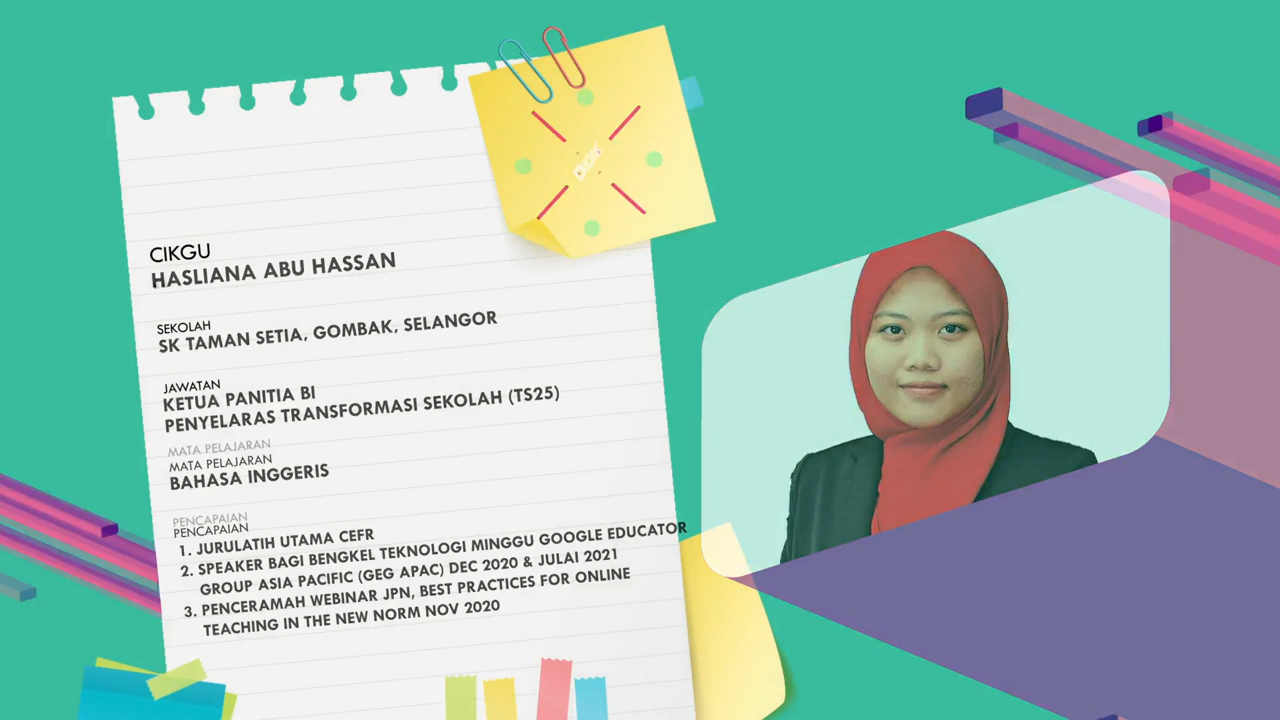 CIKGU
HASLIANA ABU HASSAN
SEKOLAH
SK TAMAN SETIA, GOMBAK, SELANGOR
JAWATAN
KETUA PANITIA BI
PENYELARAS TRANSFORMASI SEKOLAH (TS25)
MATA PELAJARAN
MATA PELAJARAN
BAHASA INGGERIS
PENCAPAIAN
PENCAPAIAN
1. JURULATIH UTAMA CEFR
2. SPEAKER BAGI BENGKEL TEKNOLOGI MINGGU GOOGLE EDUCATOR
GROUP ASIA PACIFIC (GEG APAC) DEC 2020 & JULAI 2021
3. PENCERAMAH WEBINAR JPN, BEST PRACTICES FOR ONLINE
TEACHING IN THE NEW NORM NOV 2020